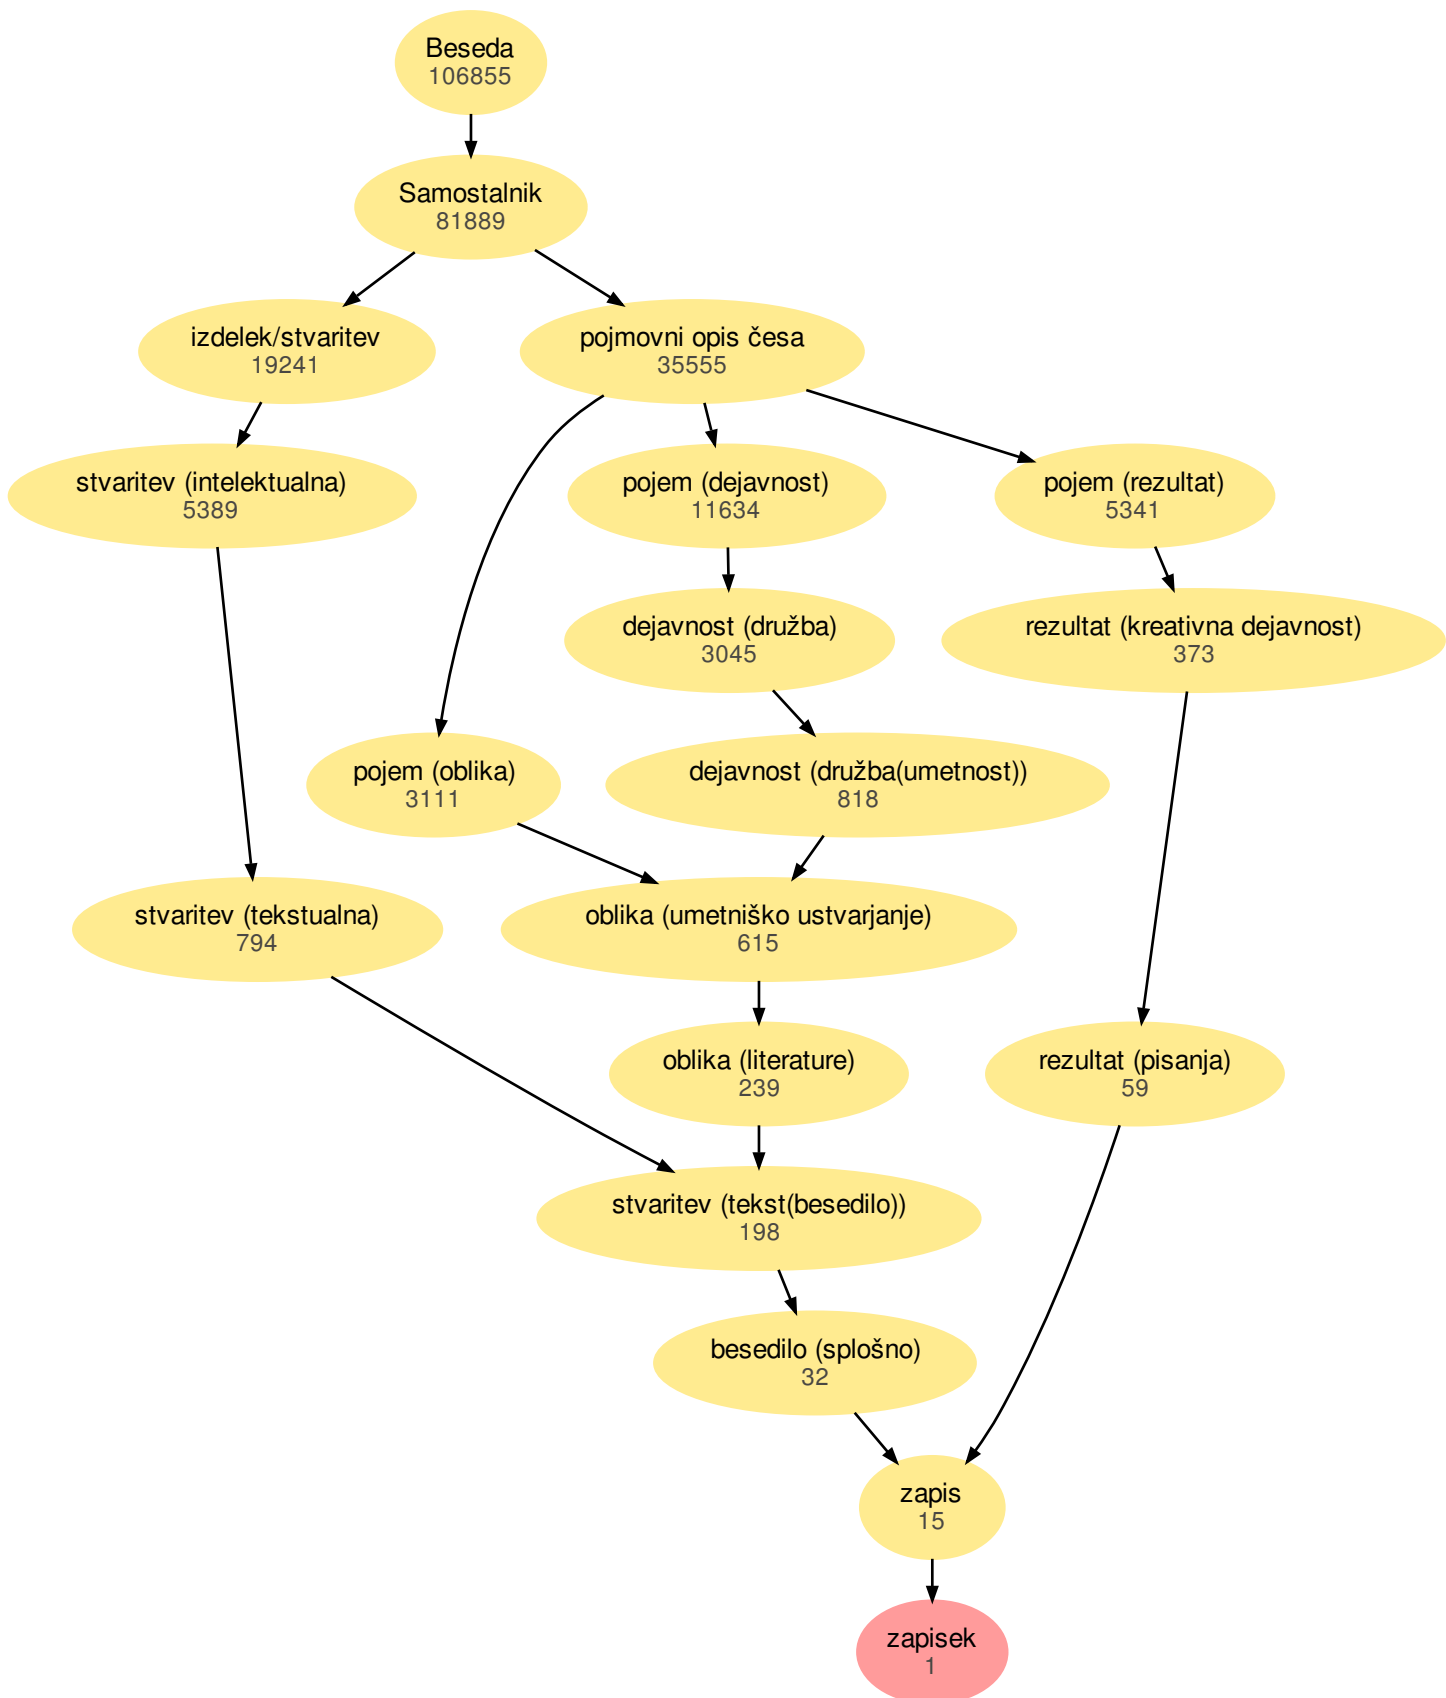 Beseda
106855
Samostalnik
81889
izdelek/stvaritev
19241
pojmovni opis česa
35555
stvaritev (intelektualna)
5389
pojem (dejavnost)
11634
pojem (rezultat)
5341
dejavnost (družba)
3045
rezultat (kreativna dejavnost)
373
pojem (oblika)
3111
dejavnost (družba(umetnost))
818
stvaritev (tekstualna)
794
oblika (umetniško ustvarjanje)
615
oblika (literature)
239
rezultat (pisanja)
59
stvaritev (tekst(besedilo))
198
besedilo (splošno)
32
zapis
15
zapisek
1